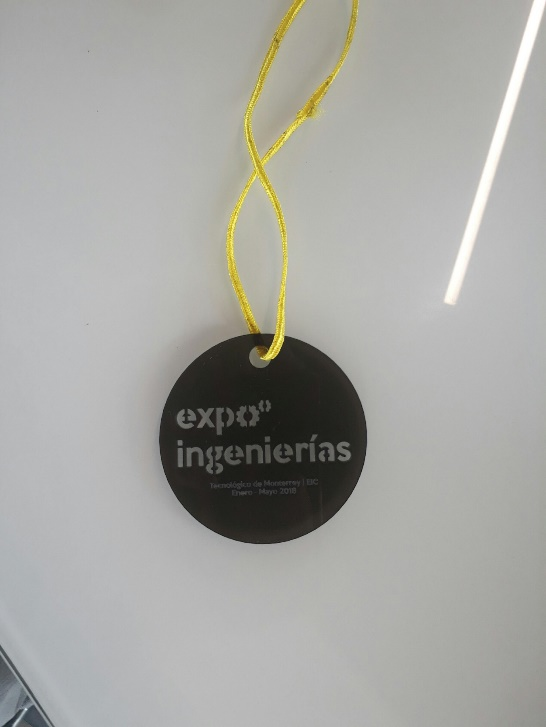 expo
ingenierías
Tecnológico de Monterrey | EIC
Enero - Mayo 2018